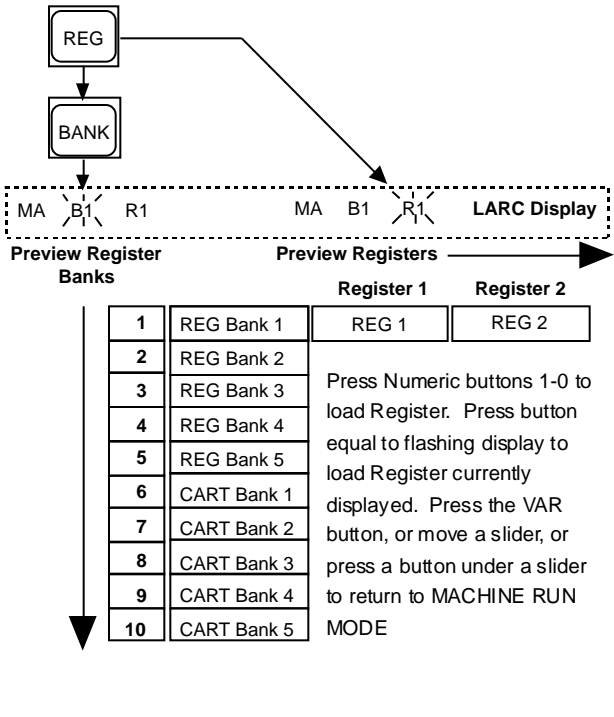 REG
BANK
MA B1 R1
MA B1 R1 LARC Display
Preview Register
Banks
Preview Registers
Register 1 Register 2
1 REG Bank 1 REG 1 REG 2
2 REG Bank 2
3 REG Bank 3
4 REG Bank 4
5 REG Bank 5
6 CART Bank 1
7 CART Bank 2
8 CART Bank 3
9 CART Bank 4
10 CART Bank 5
Press Numeric buttons 1-0 to
load Register. Press button
equal to flashing display to
load Register currently
displayed. Press the VAR
button, or move a slider, or
press a button under a slider
to return to MACHINE RUN
MODE